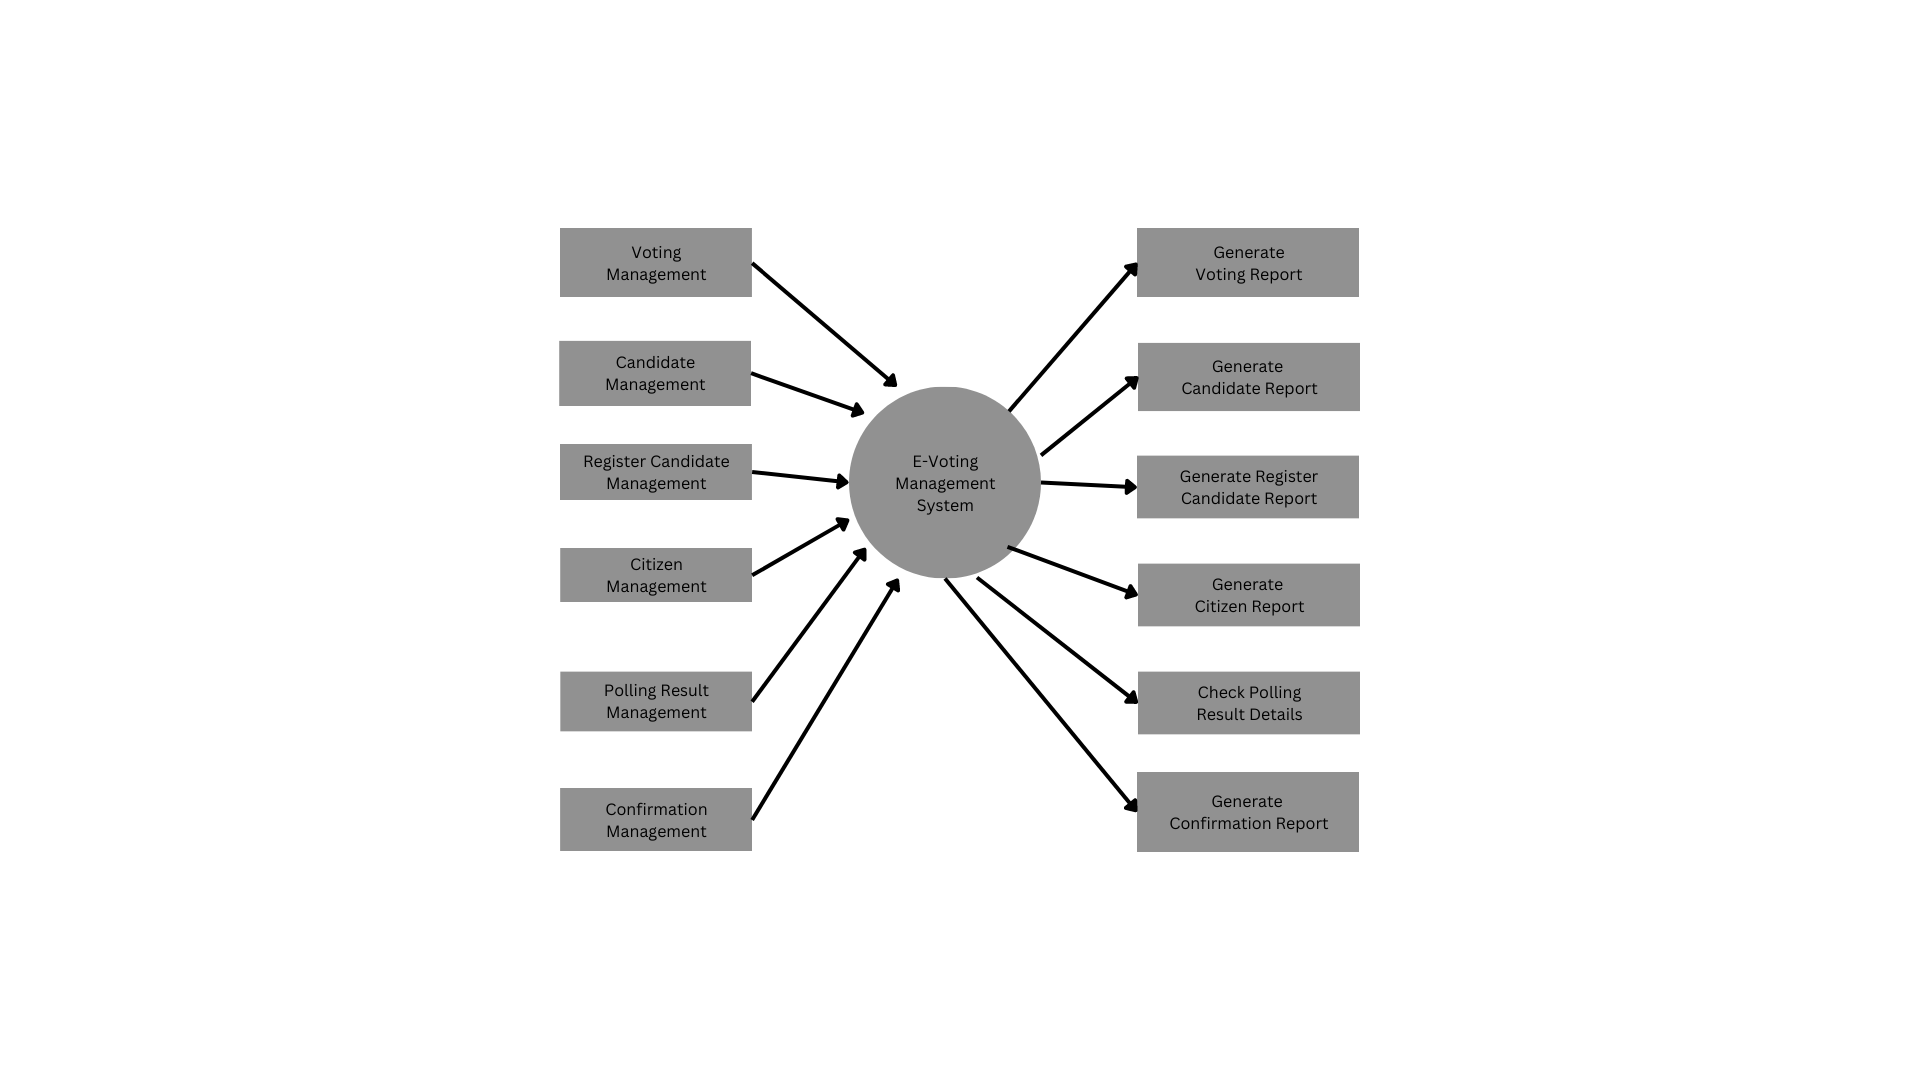 Voting
Management
Candidate
Management
Register Candidate
Management
Citizen
Management
Polling Result
Management
Confirmation
Management
E-Voting
Management
System
Generate
Voting Report
Generate
Candidate Report
Generate Register
Candidate Report
Generate
Citizen Report
Check Polling
Result Details
Generate
Confirmation Report